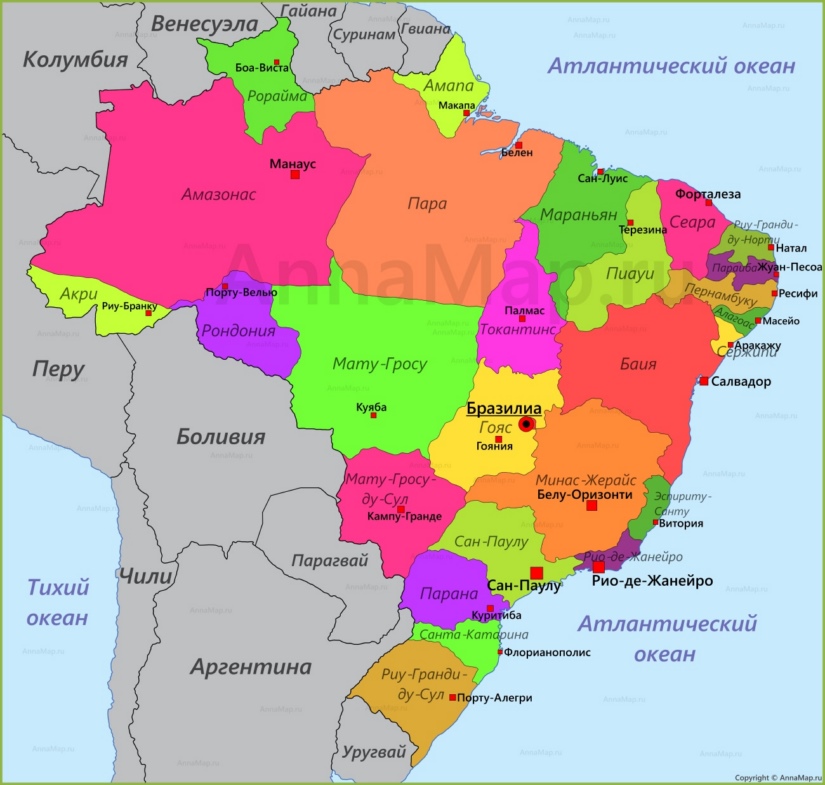 Гайана
Венесуэла
Суринам
Гвиана
Колумбия
Атлантический океан
Боа-Виста
Рорайма
Амапа
Макапа
Белен
Манаус
Сан-Луис
Амазонас
Пара
Мараньян
Форталеза
Сеара
Терезина
Риу-Гранди-
ду-Норти
Натал
AnnaMap.ru
Пиауи
Параиба
Жуан-Песоа
Акри
Порту-Велью
Пернамбуку
Ресифи
Риу-Бранку
Рондония
Палмас
Токантинс
Алагоас
Масейо
Аракажу
Сержипи
Перу
Мату-Гросу
Баия
Салвадор
Куяба
Бразилиа
Гояс
Гояния
Боливия
Мату-Гросу-
ду-Сул
Кампу-Гранде
Минас-Жерайс
Белу-Оризонти
Эспириту-
Санту
Витория
Сан-Паулу
Парагвай
Рио-де-Жанейро
Чили
Тихий
океан
Парана
Сан-Паулу
Рио-де-Жанейро
Куритиба
Санта-Катарина
Атлантический
океан
Флорианополис
Аргентина
Риу-Гранди-
ду-Сул
Порту-Алегри
Уругвай
Copyright © AnnaMap.ru